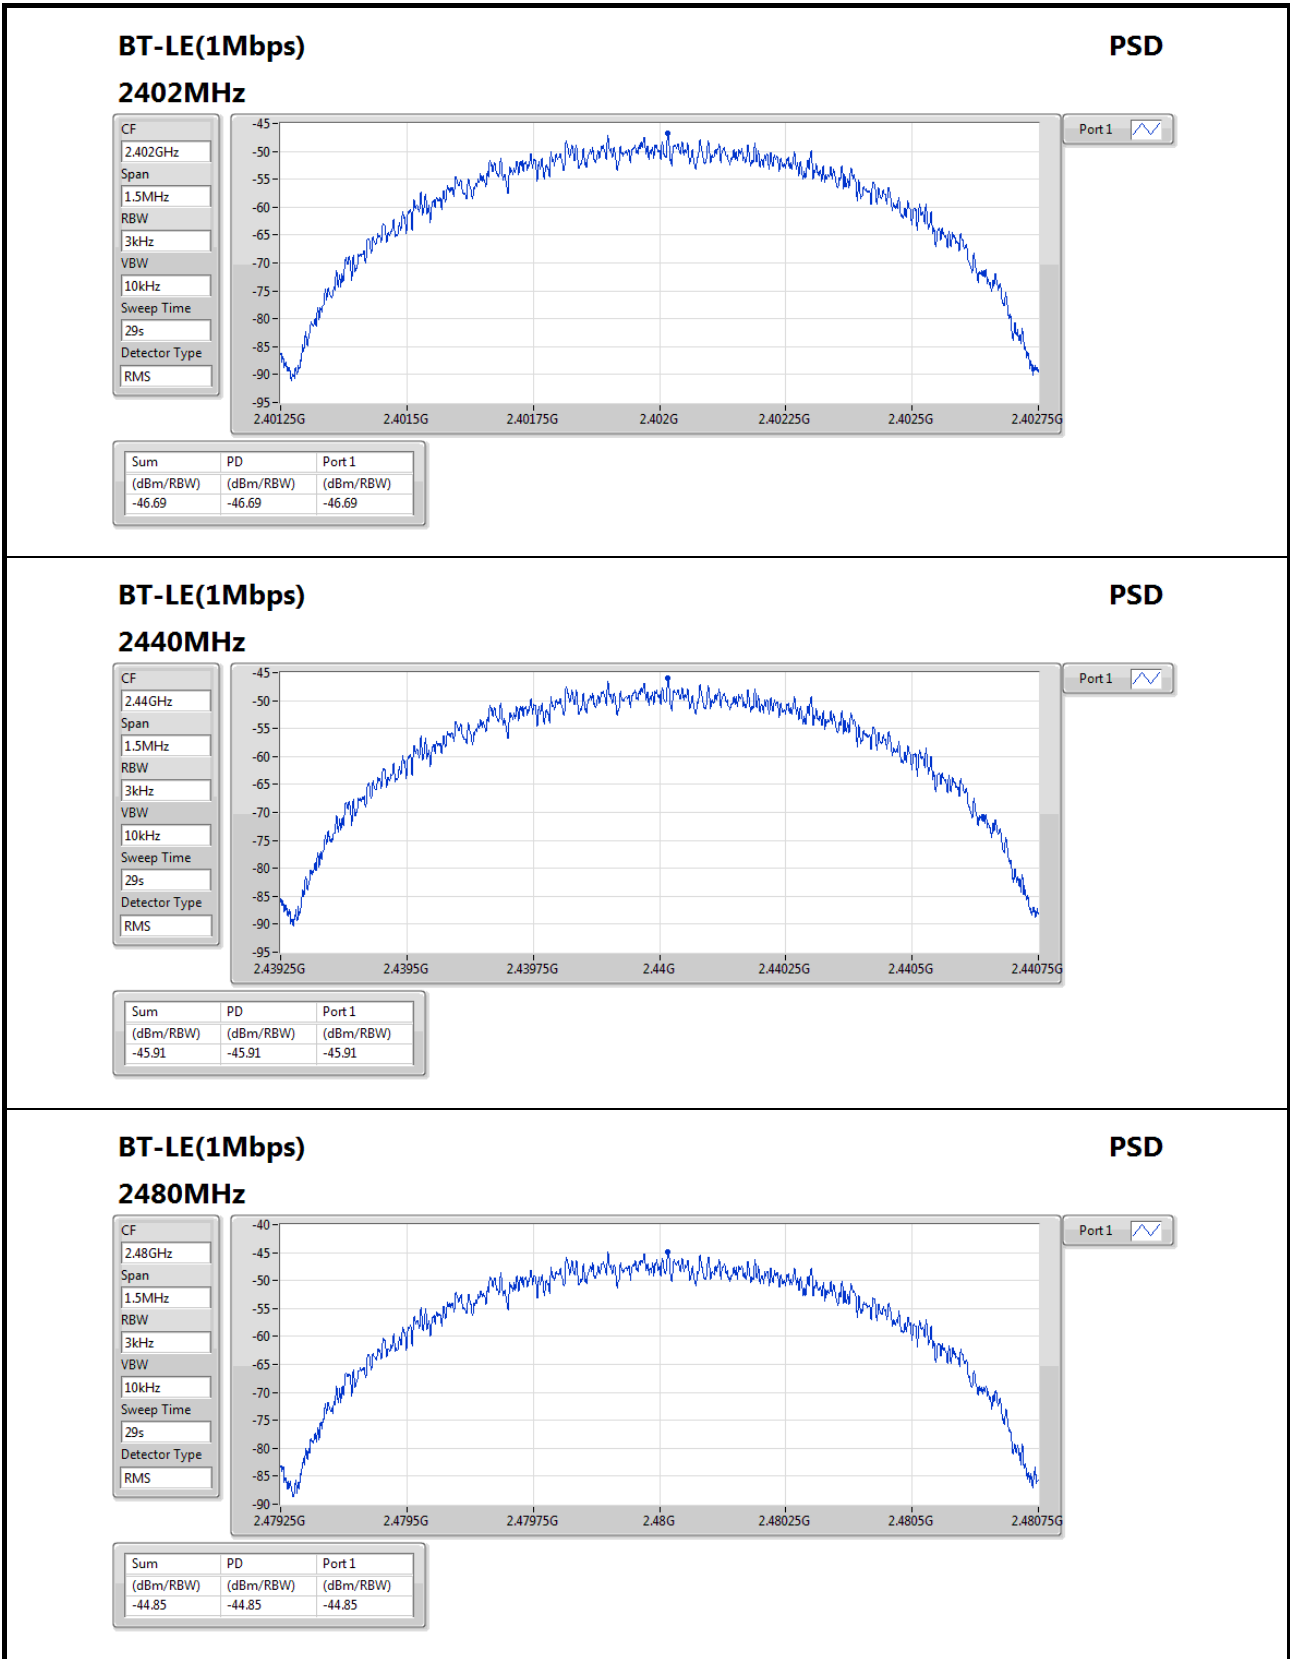 BT-LE(1Mbps) PSD
2402MHz
CF
2.402GHz
Span
1.5MHz
RBW
3kHz
VBW
10kHz
Sweep Time
29s
Detector Type
RMS
-45
-50
-55
-60
-65
-70
-75
-80
-85
-90
-95
2.40125G 2.4015G 2.40175G 2.402G 2.40225G 2.4025G 2.40275G
Port 1
Sum PD Port 1
(dBm/RBW) (dBm/RBW) (dBm/RBW)
-46.69 -46.69 -46.69
BT-LE(1Mbps) PSD
2440MHz
CF
2.44GHz
Span
1.5MHz
RBW
3kHz
VBW
10kHz
Sweep Time
29s
Detector Type
RMS
-45
-50
-55
-60
-65
-70
-75
-80
-85
-90
-95
2.43925G 2.4395G 2.43975G 2.44G 2.44025G 2.4405G 2.44075G
Port 1
Sum PD Port 1
(dBm/RBW) (dBm/RBW) (dBm/RBW)
-45.91 -45.91 -45.91
BT-LE(1Mbps) PSD
2480MHz
CF
2.48GHz
Span
1.5MHz
RBW
3kHz
VBW
10kHz
Sweep Time
29s
Detector Type
RMS
-40
-45
-50
-55
-60
-65
-70
-75
-80
-85
-90
2.47925G 2.4795G 2.47975G 2.48G 2.48025G 2.4805G 2.48075G
Port 1
Sum PD Port 1
(dBm/RBW) (dBm/RBW) (dBm/RBW)
-44.85 -44.85 -44.85